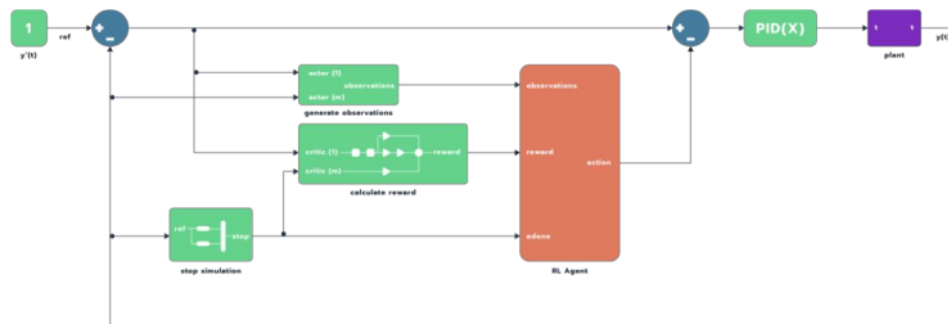 1
ref
y'(t)
+
−
+
−
PID(X)
t
t
y(t)
plant
actor (1)
observations
actor (m)
generate observations
observations
critic (1)
reward
critic (m)
calculate reward
reward
action
ref
stop
stop simulation
adone
RL Agent